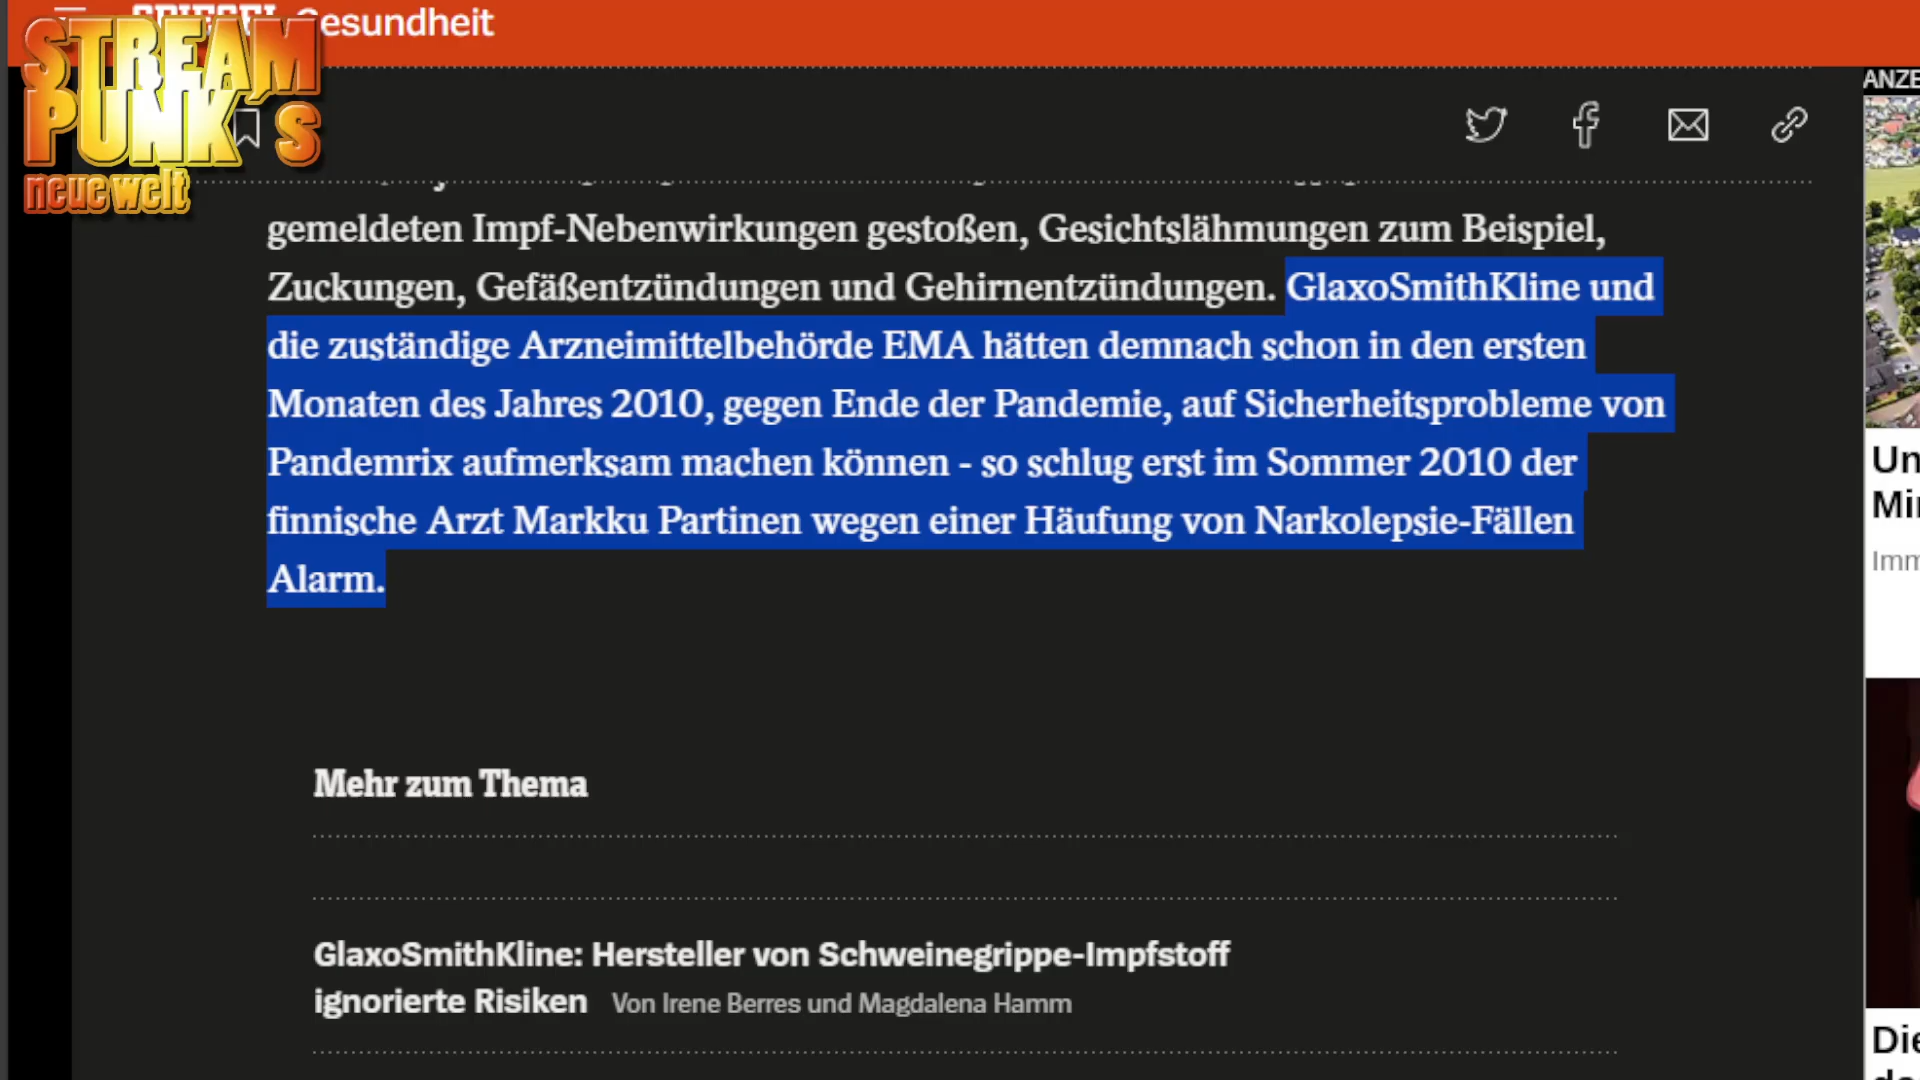 SPIEGEL Gesundheit
STREAM
PUNK´S
neue welt
ANZE
gemeldeten Impf-Nebenwirkungen gestoßen, Gesichtslähmungen zum Beispiel,
Zuckungen, Gefäßentzündungen und Gehirnentzündungen. GlaxoSmithKline und
die zuständige Arzneimittelbehörde EMA hätten demnach schon in den ersten
Monaten des Jahres 2010, gegen Ende der Pandemie, auf Sicherheitsprobleme von
Pandemrix aufmerksam machen können - so schlug erst im Sommer 2010 der
finnische Arzt Markku Partinen wegen einer Häufung von Narkolepsie-Fällen
Alarm.
Un
Min
Imm
Mehr zum Thema
GlaxoSmithKline: Hersteller von Schweinegrippe-Impfstoff
ignorierte Risiken Von Irene Berres und Magdalena Hamm
Die